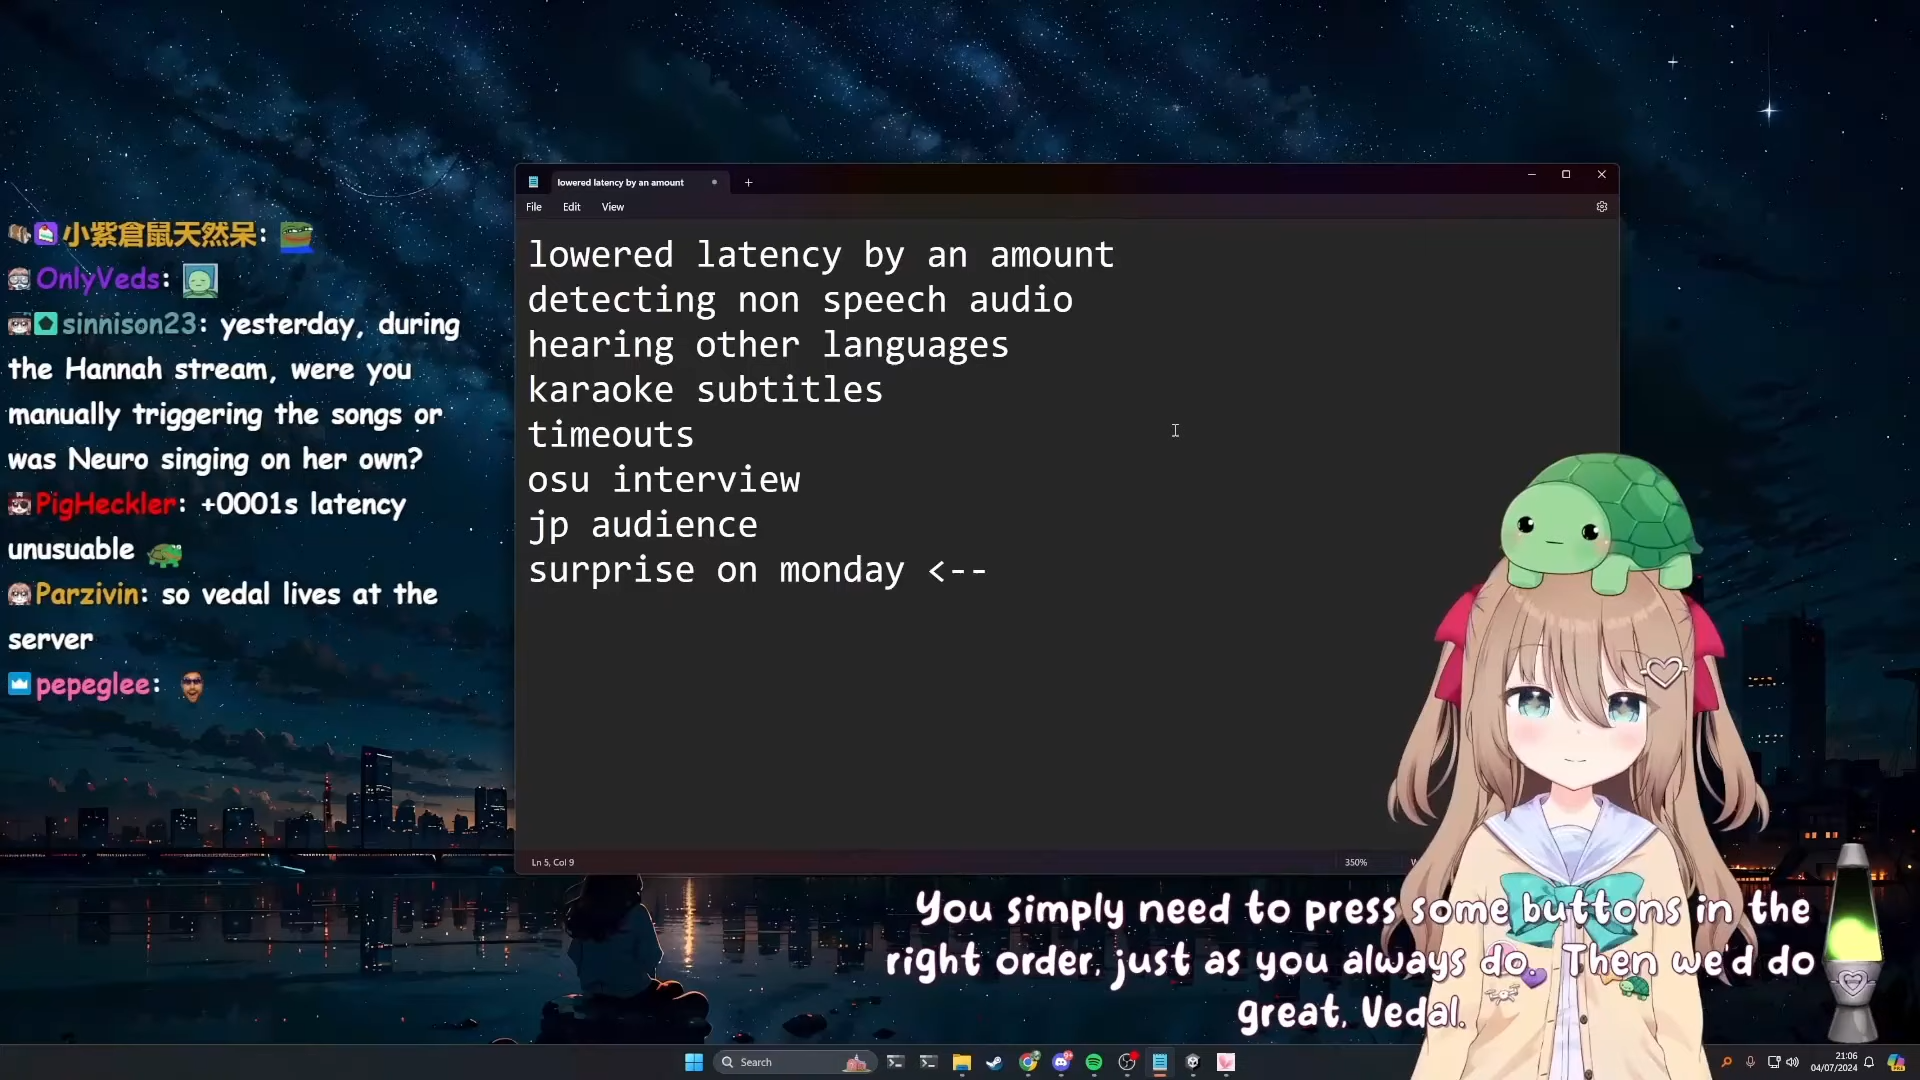 lowered latency by an amount
File Edit View
lowered latency by an amount
detecting non speech audio
hearing other languages
karaoke subtitles
timeouts
osu interview
jp audience
surprise on monday <--
Ln 5, Col 9
350%
小紫倉鼠天然呆:
OnlyVeds:
sinnison23: yesterday, during
the Hannah stream, were you
manually triggering the songs or
was Neuro singing on her own?
PigHeckler: +0001s latency
unusuable
Parzivin: so vedal lives at the
server
pepeglee:
You simply need to press some buttons in the
right order, just as you always do. Then we'd do
great, Vedal.
Search
21:06
04/07/2024